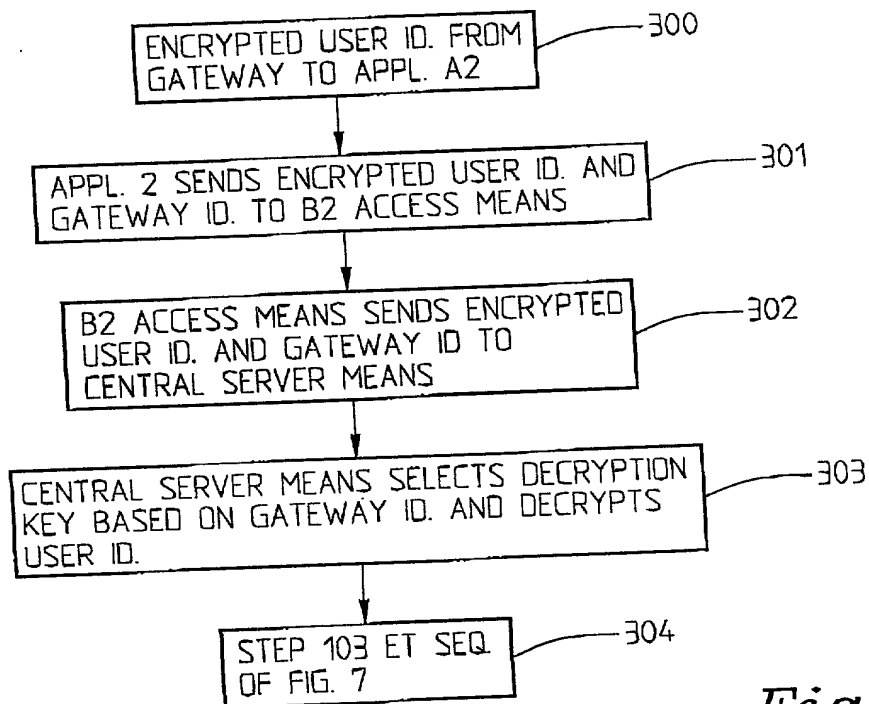 ENCRYPTED USER ID. FROM
GATEWAY TO APPL. A2
300
APPL. 2 SENDS ENCRYPTED USER ID. AND
GATEWAY ID. TO B2 ACCESS MEANS
301
B2 ACCESS MEANS SENDS ENCRYPTED
USER ID. AND GATEWAY ID TO
CENTRAL SERVER MEANS
302
CENTRAL SERVER MEANS SELECTS DECRYPTION
KEY BASED ON GATEWAY ID. AND DECRYPTS
USER ID.
303
STEP 103 ET SEQ.
OF FIG. 7
304